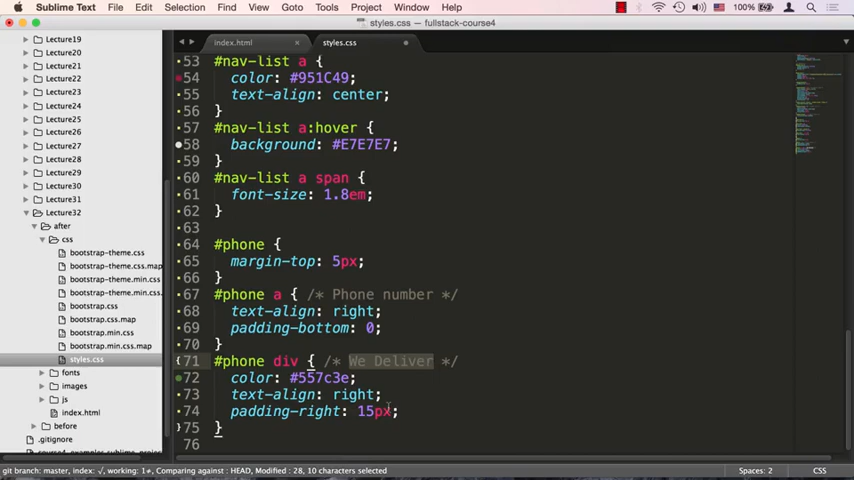 Sublime Text File Edit Selection Find View Goto Tools Project Window Help 100%
styles.css — fullstack-course4
index.html × styles.css
Lecture19
Lecture20
Lecture21
Lecture22
Lecture23
Lecture24
Lecture25
Lecture26
Lecture27
Lecture28
Lecture29
Lecture30
Lecture31
Lecture32
after
css
bootstrap-theme.css
bootstrap-theme.css.map
bootstrap-theme.min.css
bootstrap-theme.min.css.
bootstrap.css
bootstrap.css.map
bootstrap.min.css
bootstrap.min.css.map
styles.css
fonts
images
js
index.html
before
.gitignore
53 #nav-list a {
54 color: #951C49;
55 text-align: center;
56 }
57 #nav-list a:hover {
58 background: #E7E7E7;
59 }
60 #nav-list a span {
61 font-size: 1.8em;
62 }
63
64 #phone {
65 margin-top: 5px;
66 }
67 #phone a { /* Phone number */
68 text-align: right;
69 padding-bottom: 0;
70 }
71 #phone div { /* We Deliver */
72 color: #557c3e;
73 text-align: right;
74 padding-right: 15px;
75 }
76
git branch: master, index: √, working: 1≠, Comparing against : HEAD, Modified : 28, 10 characters selected Spaces: 2 CSS